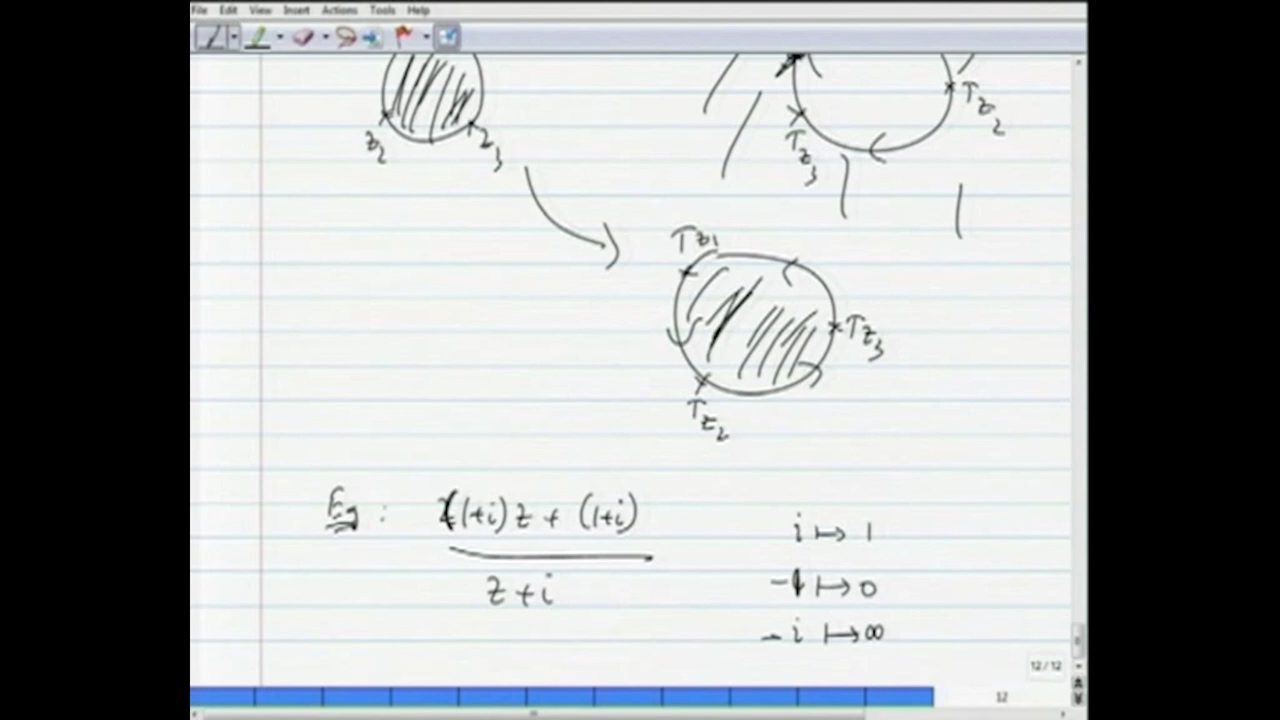 File Edit View Insert Actions Tools Help
z₂
z₃
Tz₂
Tz₃
Tz₁
Tz₃
Tz₂
Eg : (1+i)z + (1+i)
z+i
i ↦ 1
-1 ↦ 0
-i ↦ ∞
12/12
12